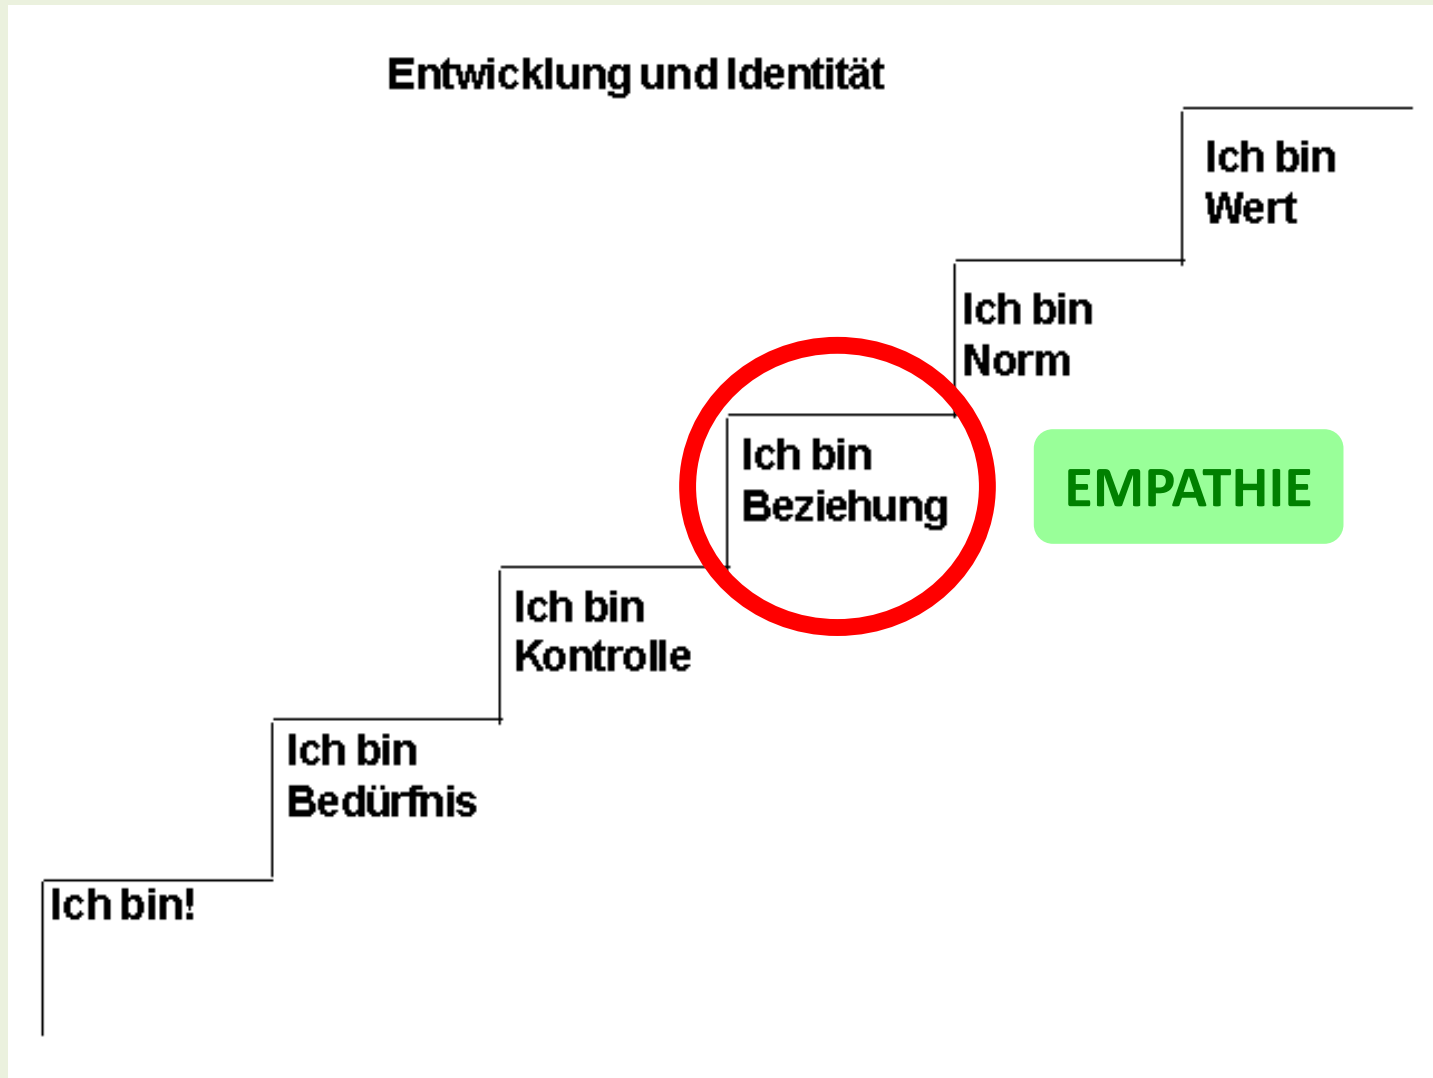 Entwicklung und Identität
Ich bin
Wert
Ich bin
Norm
Ich bin
Beziehung
EMPATHIE
Ich bin
Kontrolle
Ich bin
Bedürfnis
Ich bin!